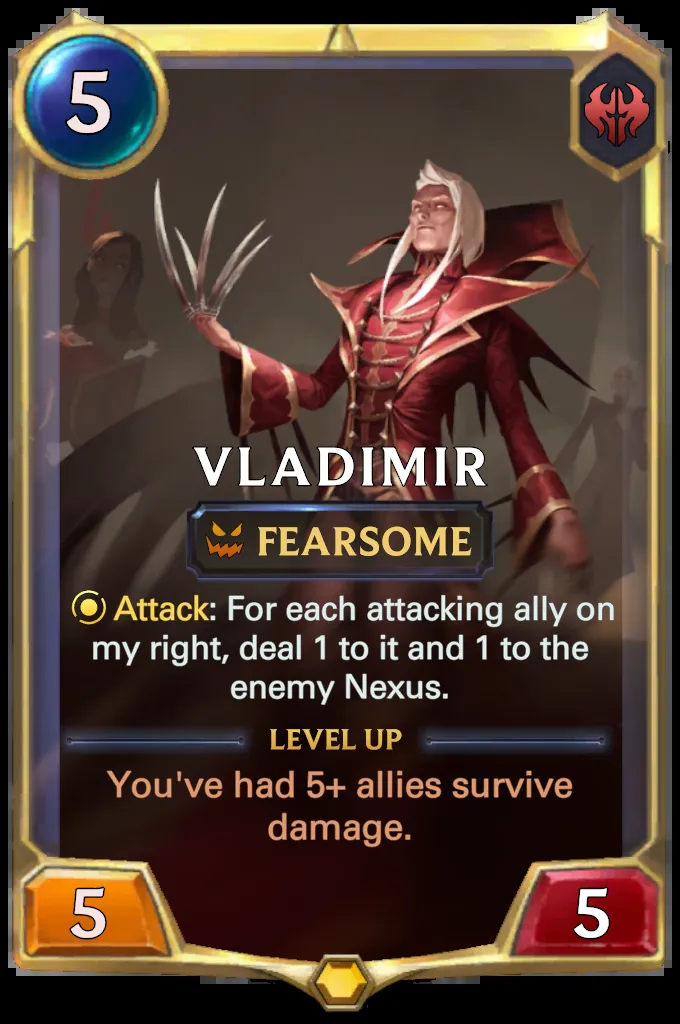 5
VLADIMIR
FEARSOME
Attack: For each attacking ally on
my right, deal 1 to it and 1 to the
enemy Nexus.
LEVEL UP
You've had 5+ allies survive
damage.
5 5